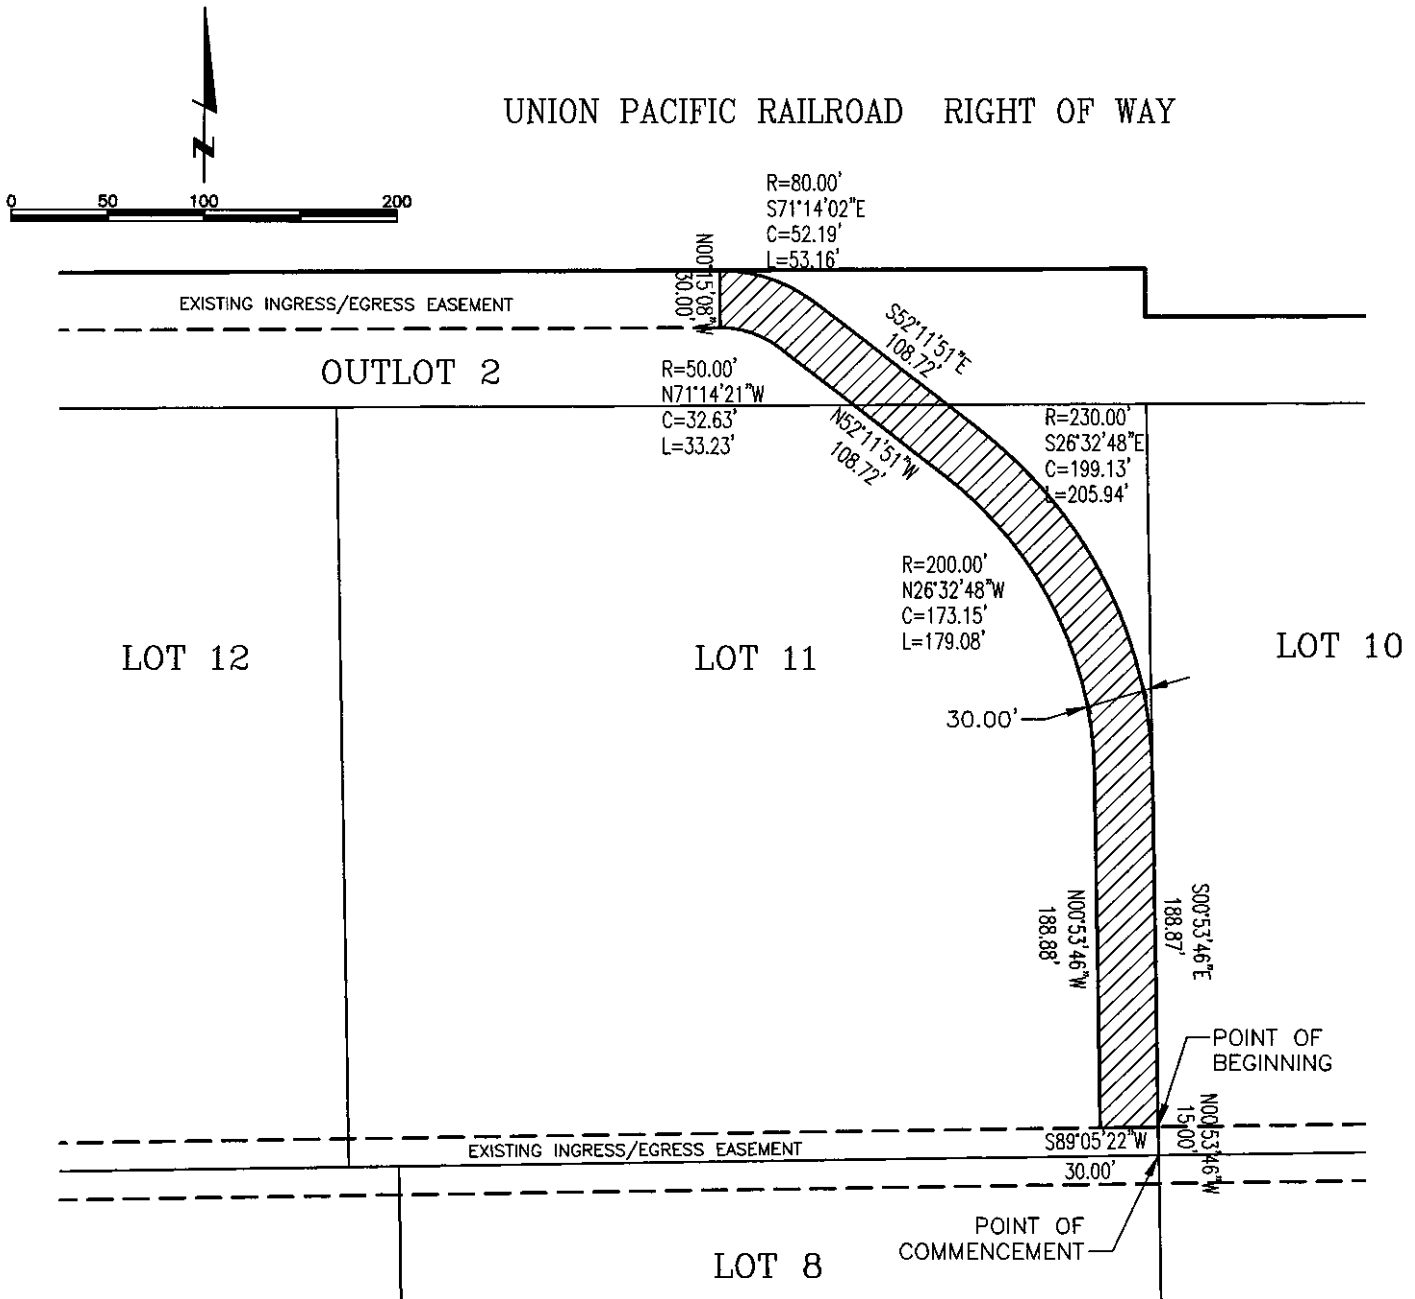 UNION PACIFIC RAILROAD RIGHT OF WAY
N
0 50 100 200
R=80.00'
S71°14'02"E
C=52.19'
L=53.16'
N00°15'08"W
30.00'
EXISTING INGRESS/EGRESS EASEMENT
S52°11'51"E
108.72'
OUTLOT 2
R=50.00'
N71°14'21"W
C=32.63'
L=33.23'
N52°11'51"W
108.72'
R=230.00'
S26°32'48"E
C=199.13'
L=205.94'
R=200.00'
N26°32'48"W
C=173.15'
L=179.08'
LOT 12
LOT 11
LOT 10
30.00'
N00°53'46"W
188.88'
S00°53'46"E
188.87'
POINT OF
BEGINNING
N00°53'46"W
15.00'
EXISTING INGRESS/EGRESS EASEMENT
S89°05'22"W
30.00'
POINT OF
COMMENCEMENT
LOT 8